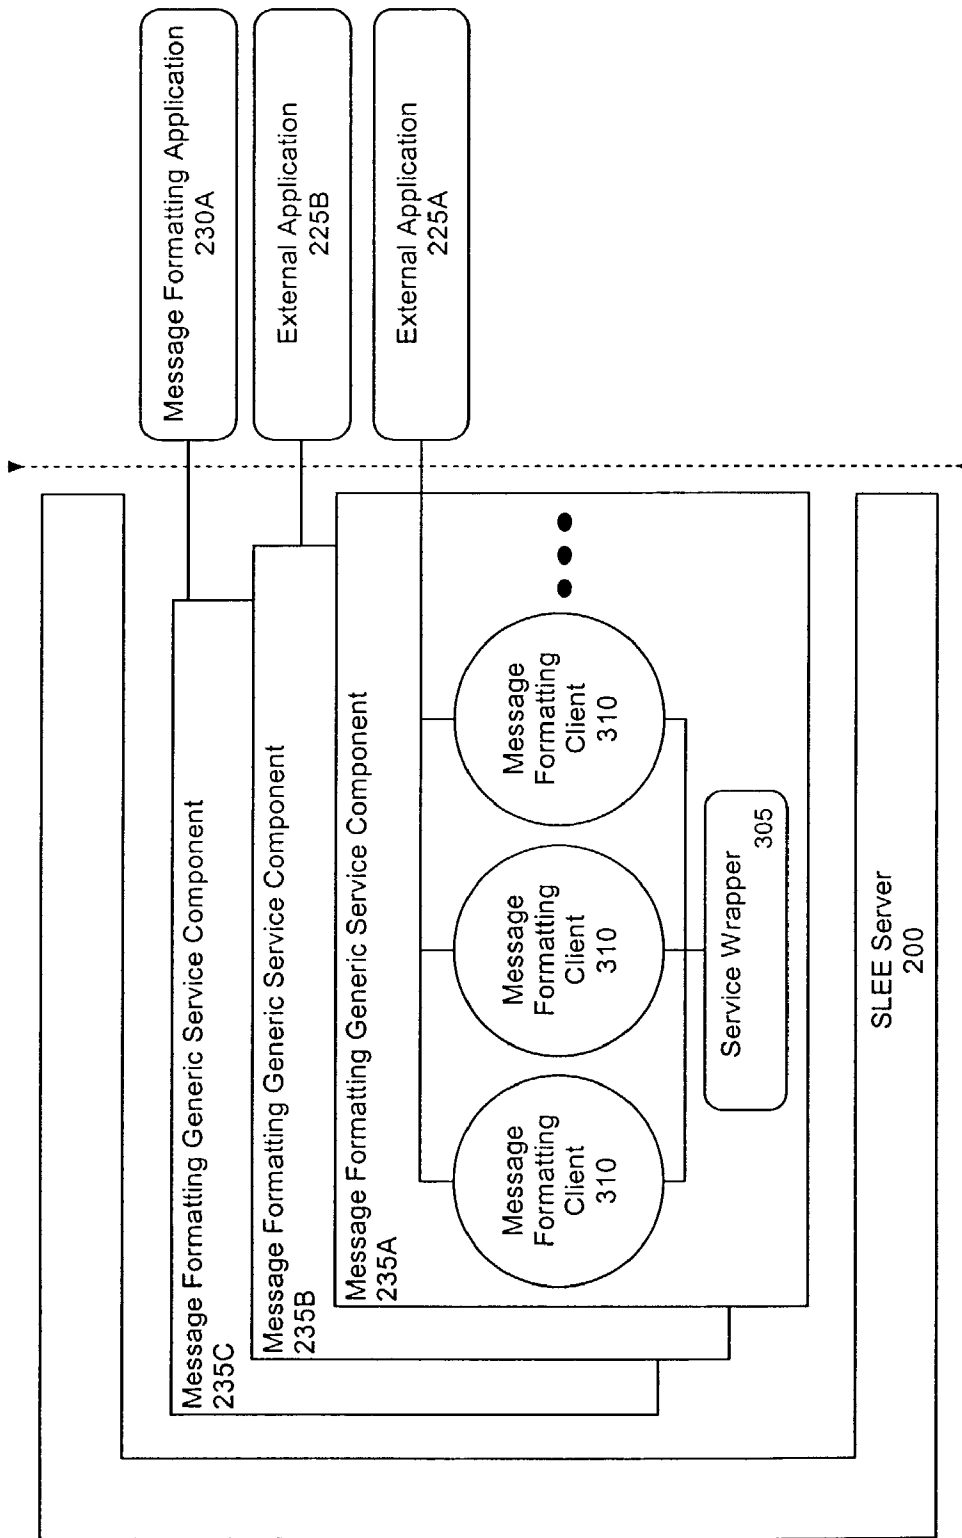 Message Formatting Application
230A
External Application
225B
External Application
225A
Message Formatting Generic Service Component
235C
Message Formatting Generic Service Component
235B
Message Formatting Generic Service Component
235A
Message
Formatting
Client
310
Message
Formatting
Client
310
Message
Formatting
Client
310
Service Wrapper
305
SLEE Server
200